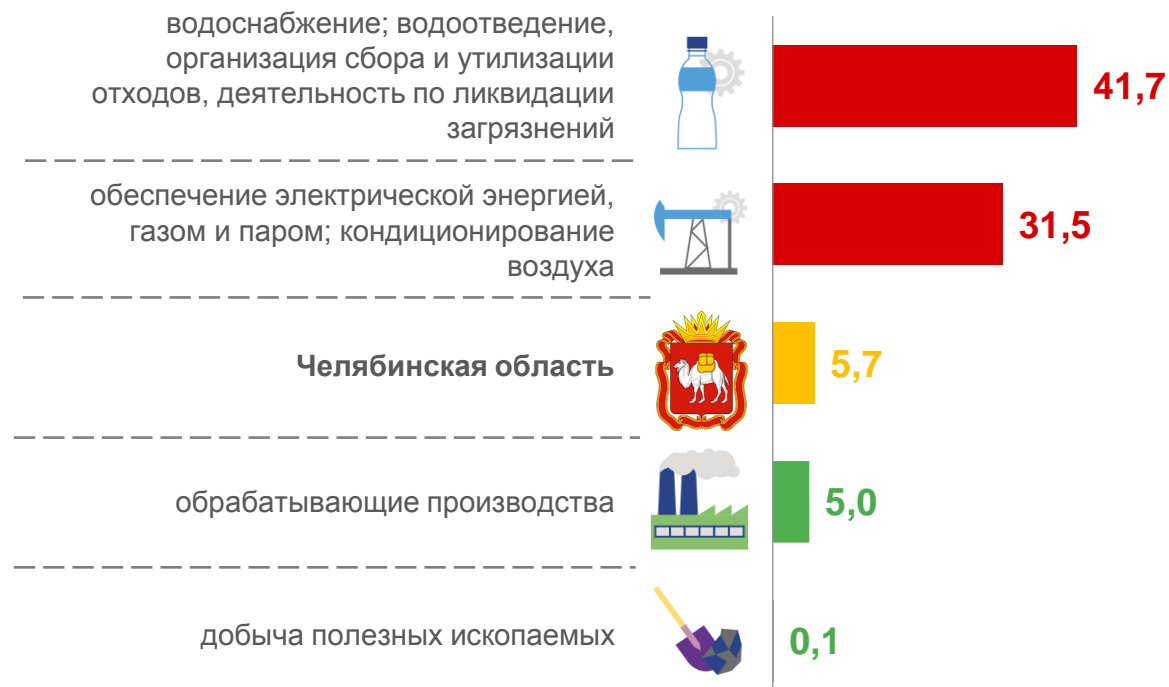 водоснабжение; водоотведение,
организация сбора и утилизации
отходов, деятельность по ликвидации
загрязнений
41,7
обеспечение электрической энергией,
газом и паром; кондиционирование
воздуха
31,5
Челябинская область
5,7
обрабатывающие производства
5,0
добыча полезных ископаемых
0,1